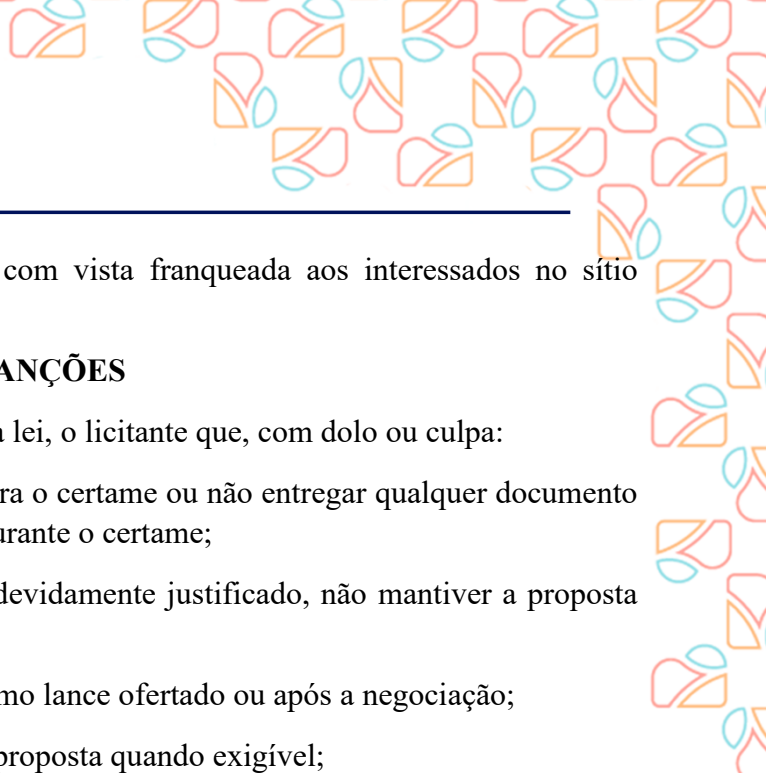 com vista franqueada aos interessados no sítio
ANÇÕES
lei, o licitante que, com dolo ou culpa:
ra o certame ou não entregar qualquer documento
urante o certame;
devidamente justificado, não mantiver a proposta
mo lance ofertado ou após a negociação;
proposta quando exigível;